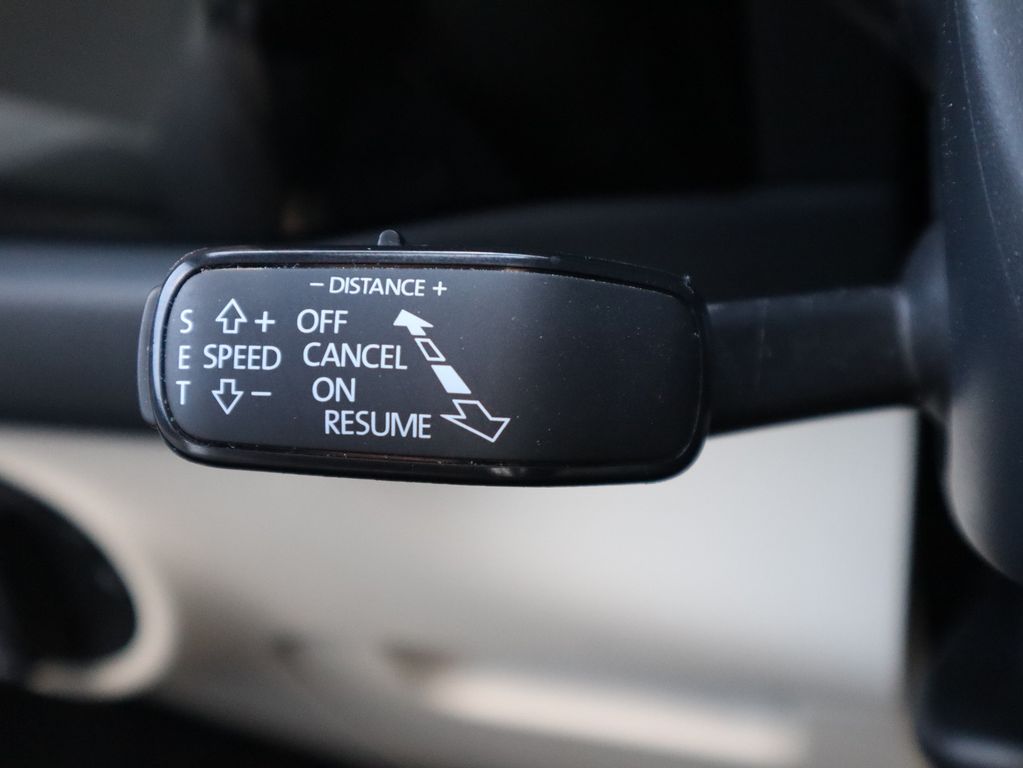 - DISTANCE +
S + OFF
E SPEED CANCEL
T - ON
RESUME